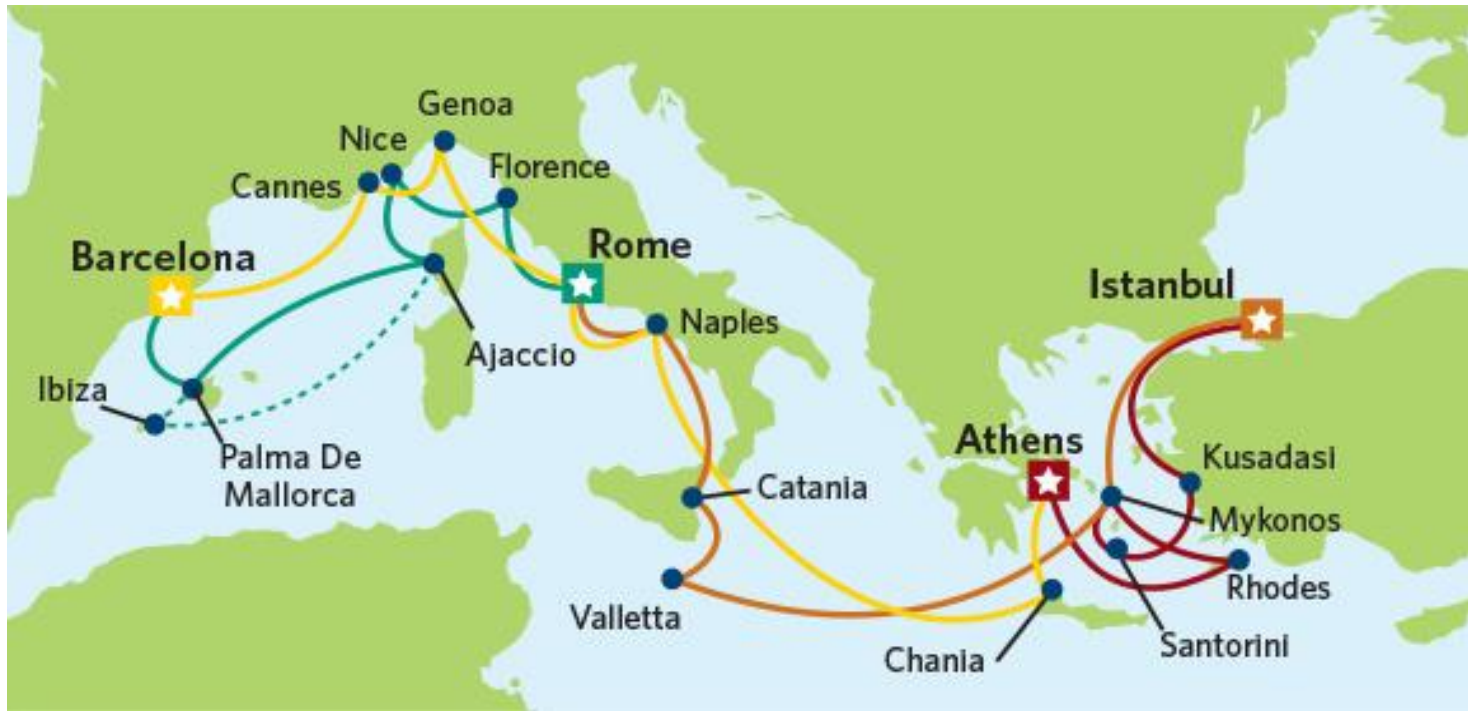 Genoa
Nice
Florence
Cannes
Rome
Barcelona
Istanbul
Naples
Ajaccio
Ibiza
Athens
Kusadasi
Palma De
Mallorca
Catania
Mykonos
Rhodes
Valletta
Santorini
Chania